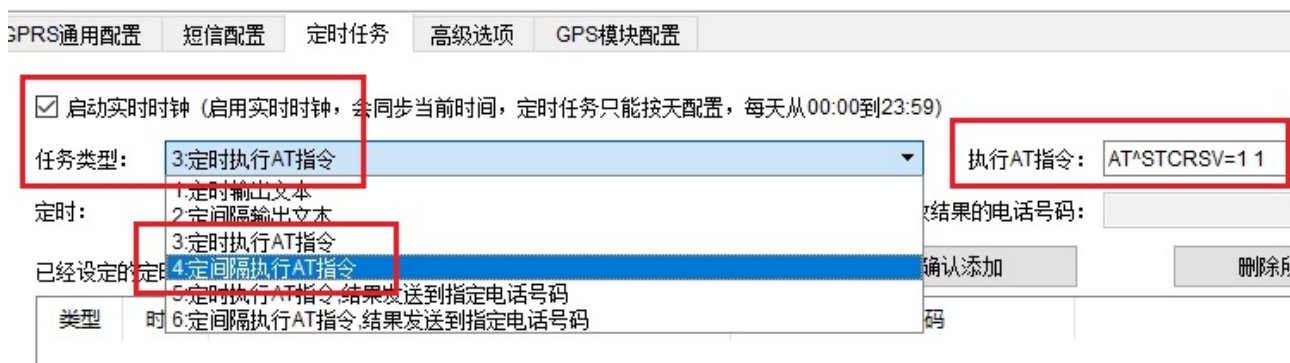 GPRS通用配置 短信配置 定时任务 高级选项 GPS模块配置
启动实时时钟（启用实时时钟，会同步当前时间，定时任务只能按天配置，每天从00:00到23:59)
任务类型： 3:定时执行AT指令 执行AT指令： AT^STCRSV=1 1
1:定时输出文本
定时： 2:定间隔输出文本 结果的电话号码：
3:定时执行AT指令
已经设定的定 4:定间隔执行AT指令 确认添加 删除
5:定时执行AT指令,结果发送到指定电话号码
类型 时 6:定间隔执行AT指令,结果发送到指定电话号码 码